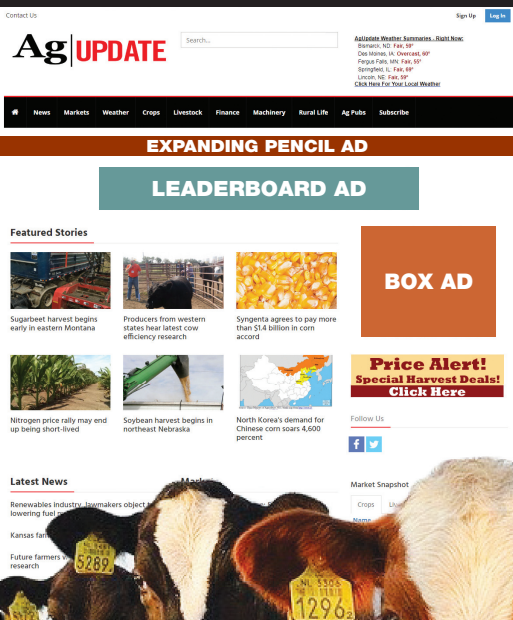 Contact Us
Sign Up
Log In
Ag|UPDATE
Search...
AgUpdate Weather Summaries , Right Now:
Bismarck, ND: Fair, 58°
Des Moines, IA: Overcast, 60°
Fergus Falls, MN: Fair, 55°
Springfield, IL: Fair, 68°
Lincoln, NE: Fair, 59°
Click Here For Your Local Weather
News Markets Weather Crops Livestock Finance Machinery Rural Life Ag Pubs Subscribe
EXPANDING PENCIL AD
LEADERBOARD AD
Featured Stories
BOX AD
Sugarbeet harvest begins
early in eastern Montana
Producers from western
states hear latest cow
efficiency research
Syngenta agrees to pay more
than $1.4 billion in corn
accord
Price Alert!
Special Harvest Deals!
Click Here
Nitrogen price rally may end
up being short-lived
Soybean harvest begins in
northeast Nebraska
North Korea's demand for
Chinese corn soars 4,600
percent
Follow Us
Latest News
Market Snapshot
Renewables industry, lawmakers object
lowering fuel
Crops
Name
Kansas
Future farmers
research
NL
5289
NL 5306
1296 2